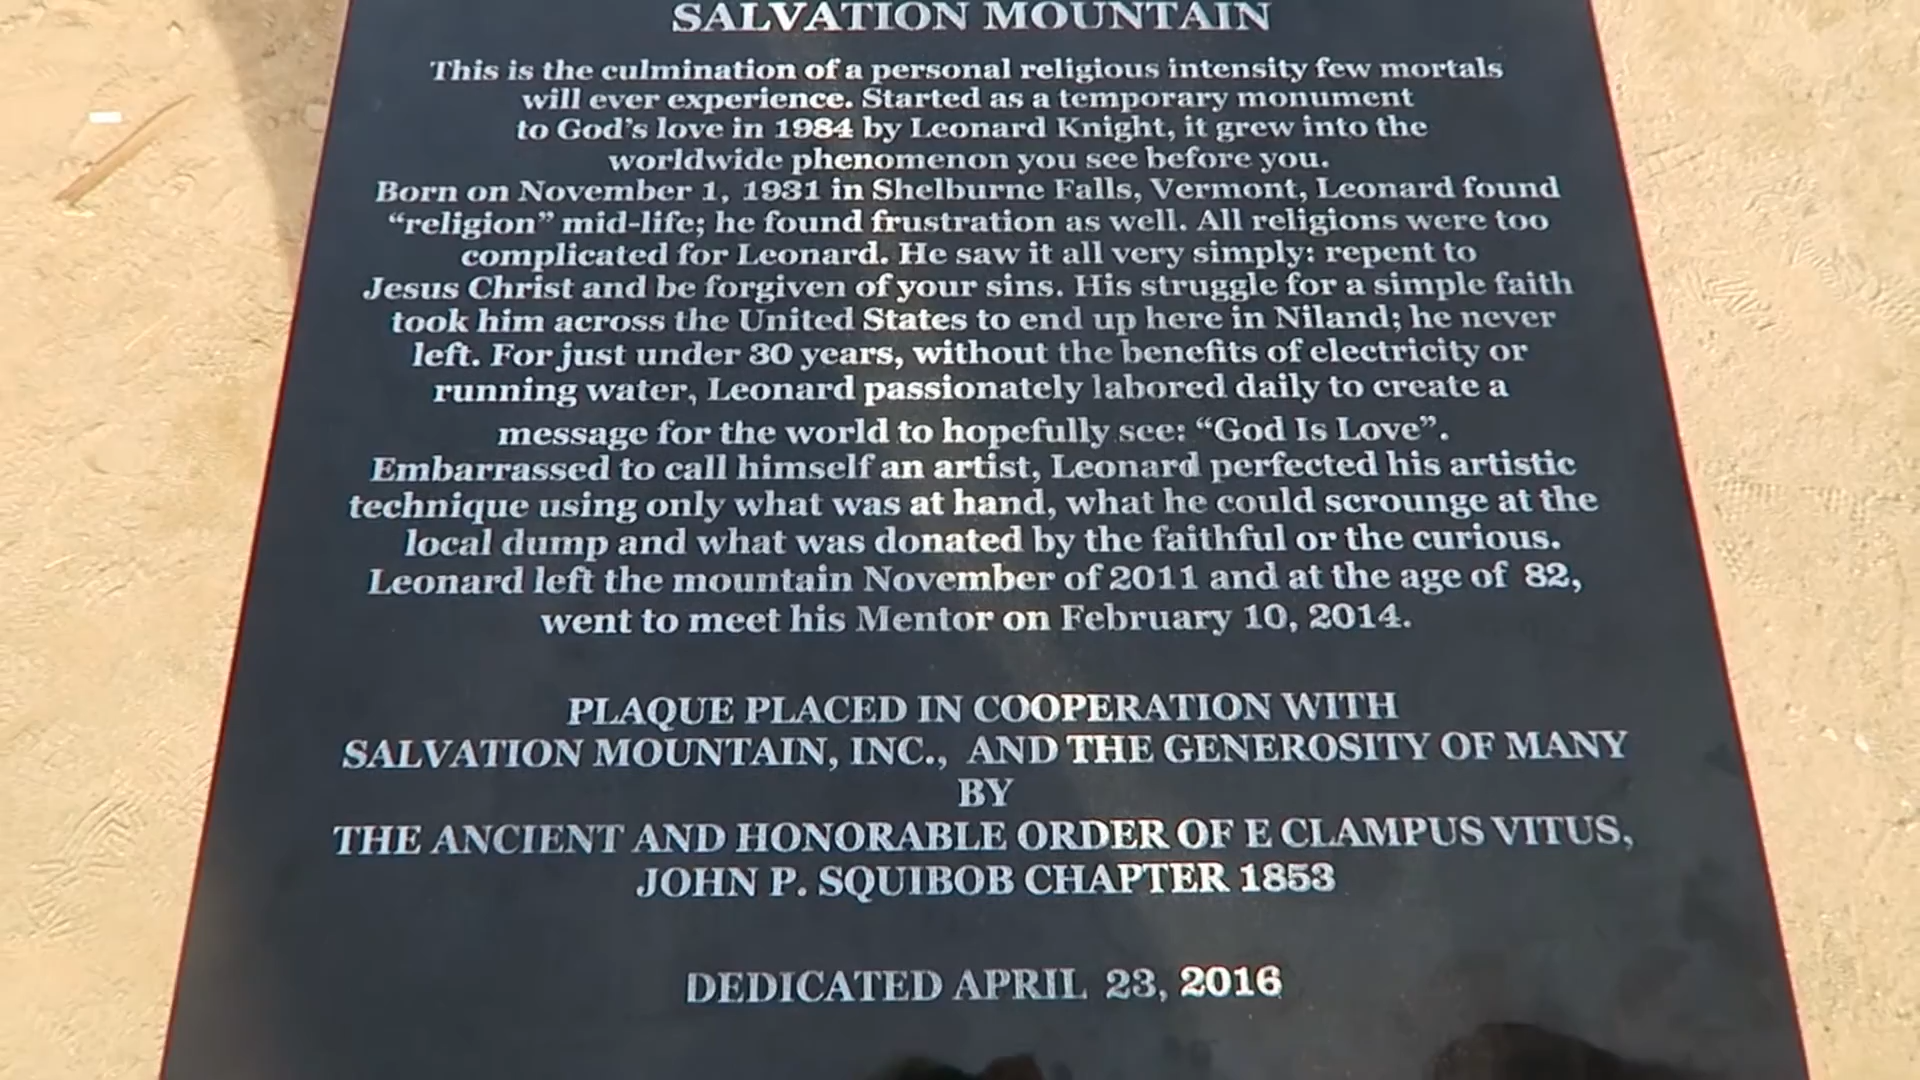 SALVATION MOUNTAIN
This is the culmination of a personal religious intensity few mortals
will ever experience. Started as a temporary monument
to God's love in 1984 by Leonard Knight, it grew into the
worldwide phenomenon you see before you.
Born on November 1, 1931 in Shelburne Falls, Vermont, Leonard found
“religion” mid-life; he found frustration as well. All religions were too
complicated for Leonard. He saw it all very simply: repent to
Jesus Christ and be forgiven of your sins. His struggle for a simple faith
took him across the United States to end up here in Niland; he never
left. For just under 30 years, without the benefits of electricity or
running water, Leonard passionately labored daily to create a
message for the world to hopefully see: “God Is Love”.
Embarrassed to call himself an artist, Leonard perfected his artistic
technique using only what was at hand, what he could scrounge at the
local dump and what was donated by the faithful or the curious.
Leonard left the mountain November of 2011 and at the age of 82,
went to meet his Mentor on February 10, 2014.
PLAQUE PLACED IN COOPERATION WITH
SALVATION MOUNTAIN, INC., AND THE GENEROSITY OF MANY
BY
THE ANCIENT AND HONORABLE ORDER OF E CLAMPUS VITUS,
JOHN P. SQUIBOB CHAPTER 1853
DEDICATED APRIL 23, 2016